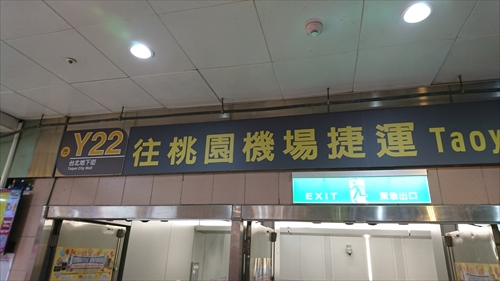 Y22
台北地下街
Taipei City Mall
往桃園機場捷運 Taoy
EXIT 緊急出口